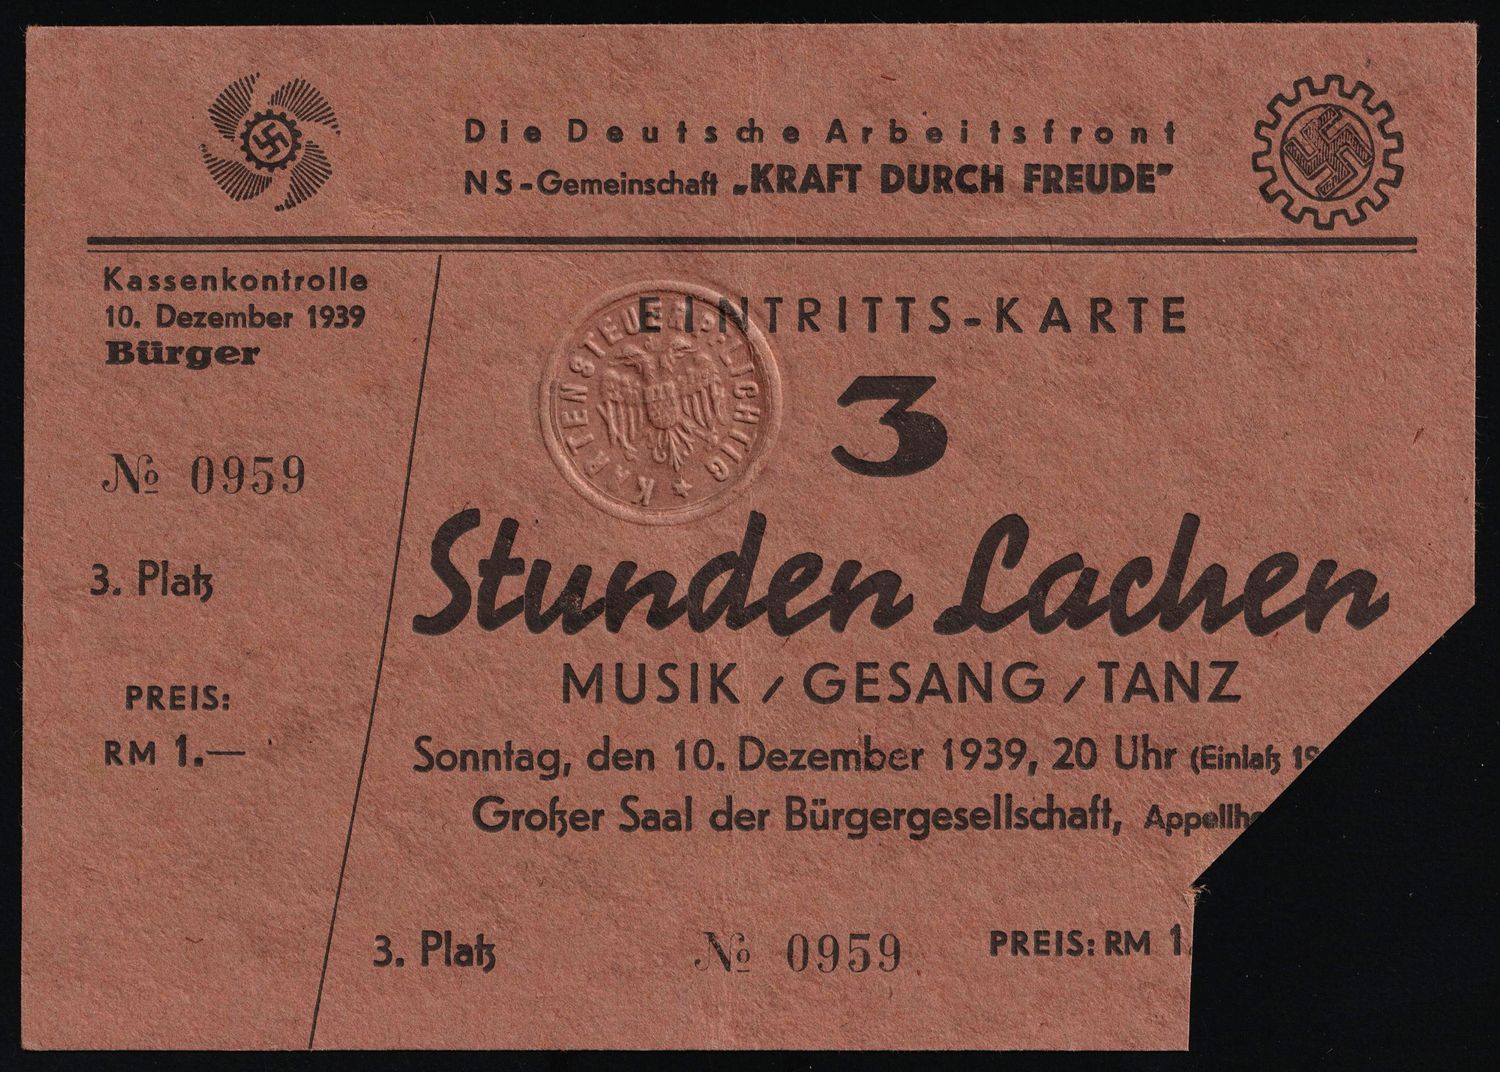 Die Deutsche Arbeitsfront
NS-Gemeinschaft „KRAFT DURCH FREUDE"
Kassenkontrolle
10. Dezember 1939
Bürger
№ 0959
3. Platz
PREIS:
RM 1.—
EINTRITTS-KARTE
KARTENSTEUERPFLICHTIG
3
Stunden Lachen
MUSIK / GESANG / TANZ
Sonntag, den 10. Dezember 1939, 20 Uhr (Einlaß
Großer Saal der Bürgergesellschaft,
3. Platz № 0959 PREIS: RM 1.